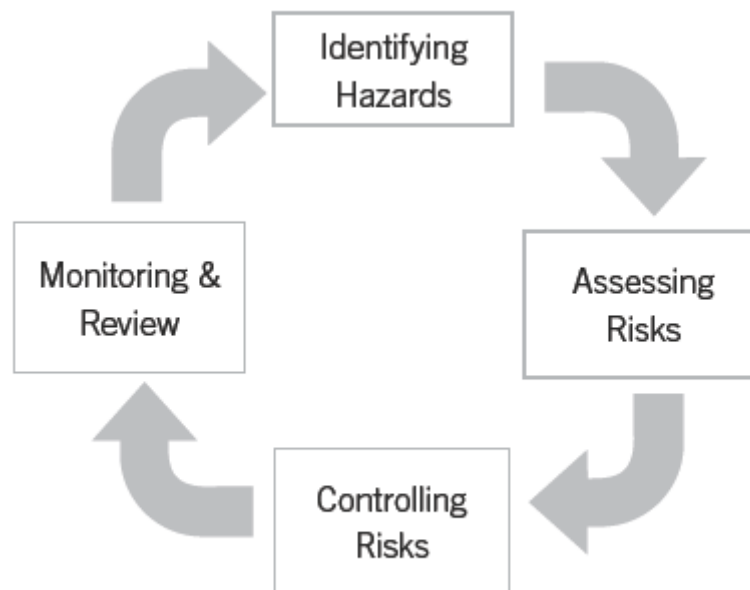 Identifying
Hazards
Assessing
Risks
Controlling
Risks
Monitoring &
Review